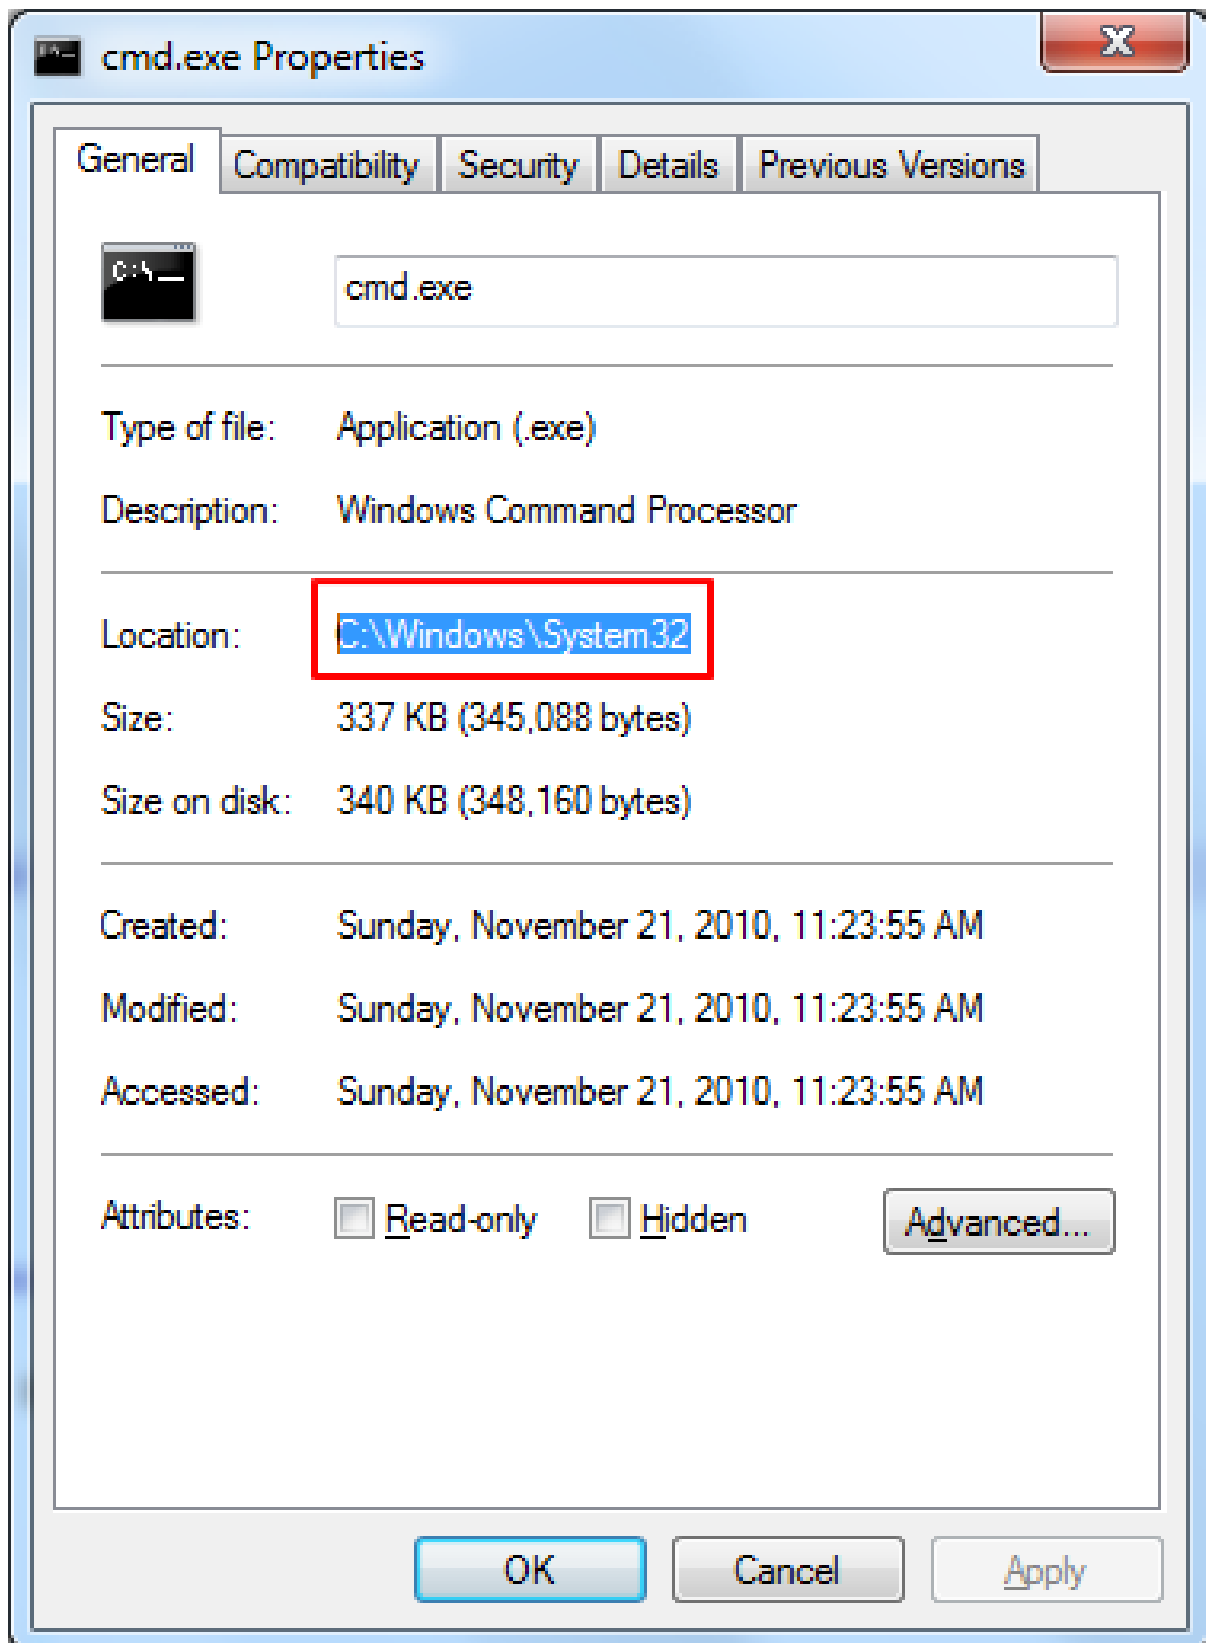 cmd.exe Properties
General Compatibility Security Details Previous Versions
C:\
cmd.exe
Type of file: Application (.exe)
Description: Windows Command Processor
Location: C:\Windows\System32
Size: 337 KB (345,088 bytes)
Size on disk: 340 KB (348,160 bytes)
Created: Sunday, November 21, 2010, 11:23:55 AM
Modified: Sunday, November 21, 2010, 11:23:55 AM
Accessed: Sunday, November 21, 2010, 11:23:55 AM
Attributes: Read-only Hidden Advanced...
OK Cancel Apply